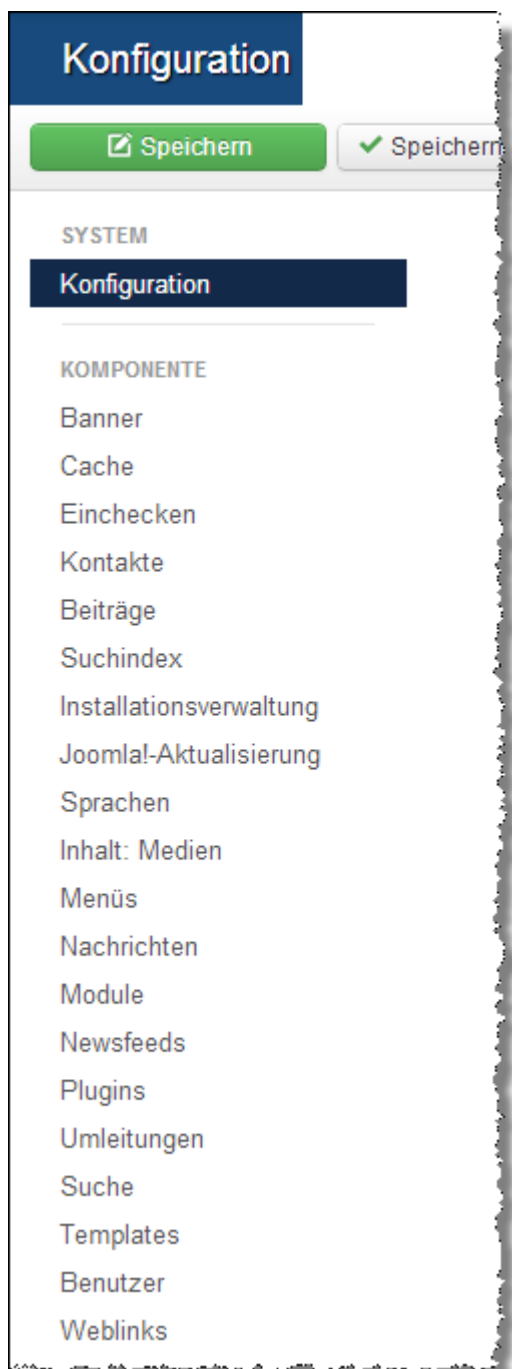 Konfiguration
Speichern Speichern
SYSTEM
Konfiguration
KOMPONENTE
Banner
Cache
Einchecken
Kontakte
Beiträge
Suchindex
Installationsverwaltung
Joomla!-Aktualisierung
Sprachen
Inhalt: Medien
Menüs
Nachrichten
Module
Newsfeeds
Plugins
Umleitungen
Suche
Templates
Benutzer
Weblinks